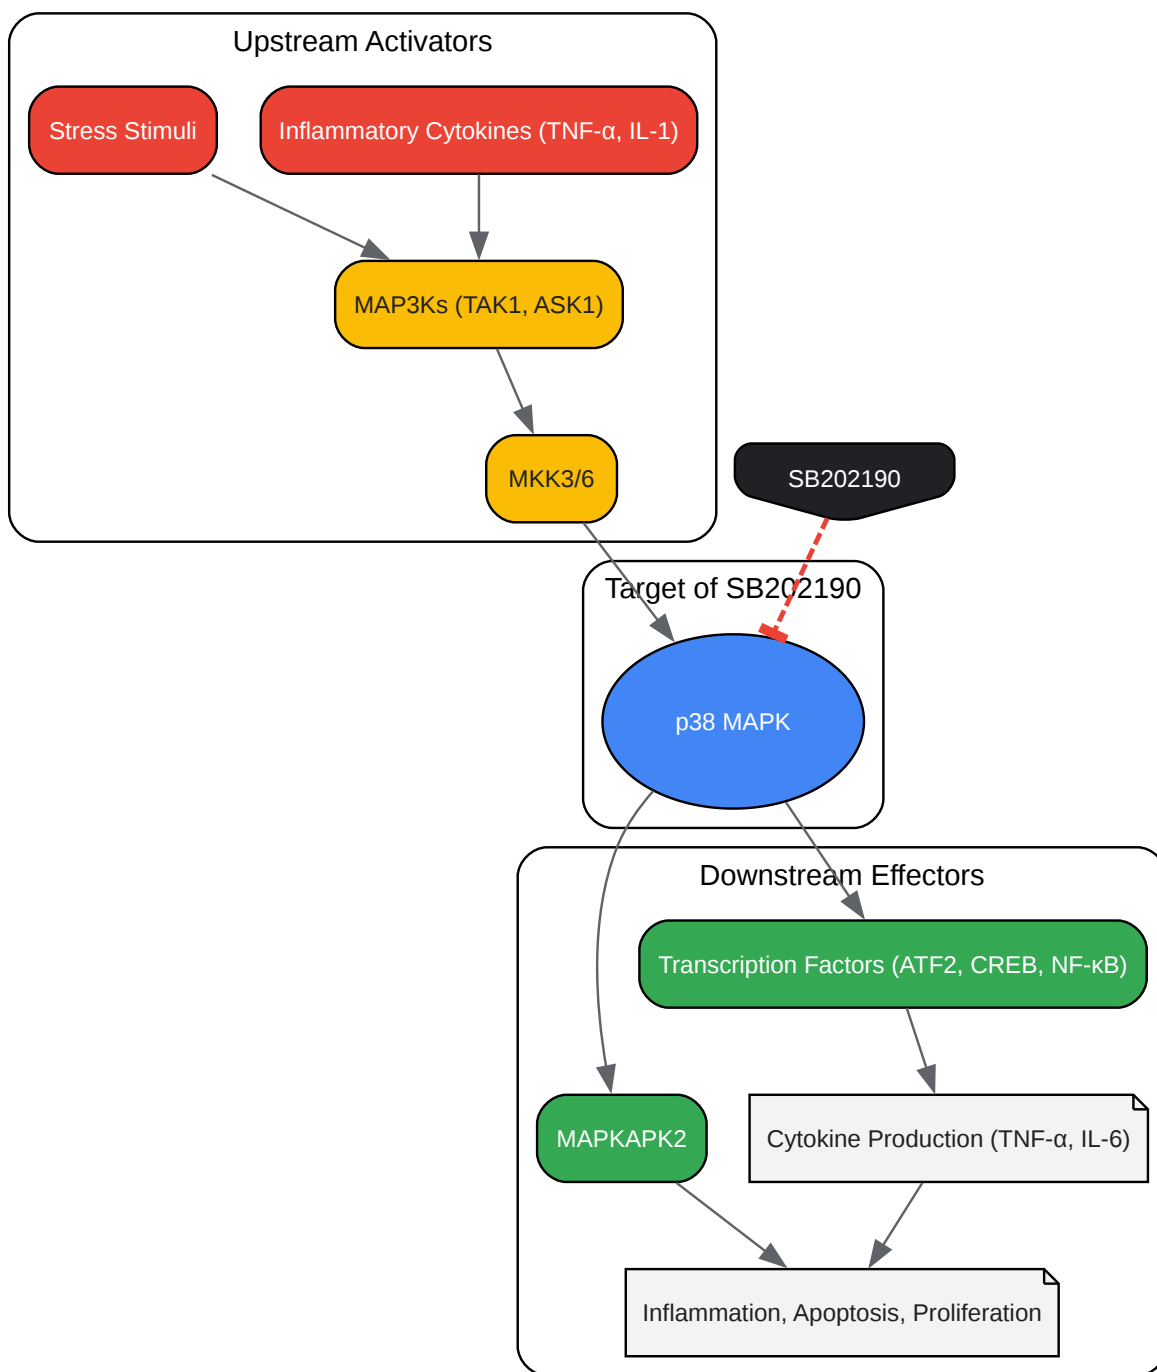 Upstream Activators
Stress Stimuli
Inflammatory Cytokines (TNF-α, IL-1)
MAP3Ks (TAK1, ASK1)
MKK3/6
SB202190
Target of SB202190
p38 MAPK
Downstream Effectors
Transcription Factors (ATF2, CREB, NF-κB)
MAPKAPK2
Cytokine Production (TNF-α, IL-6)
Inflammation, Apoptosis, Proliferation